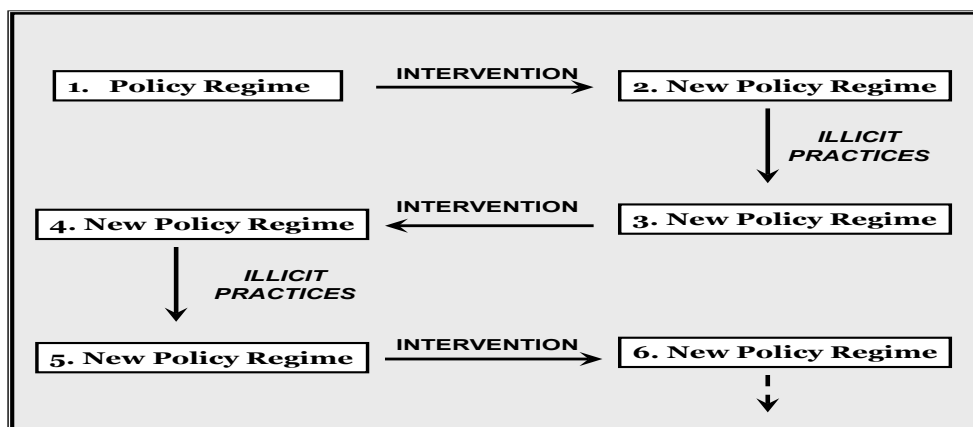 1. Policy Regime
INTERVENTION
2. New Policy Regime
ILLICIT
PRACTICES
3. New Policy Regime
INTERVENTION
4. New Policy Regime
ILLICIT
PRACTICES
5. New Policy Regime
INTERVENTION
6. New Policy Regime